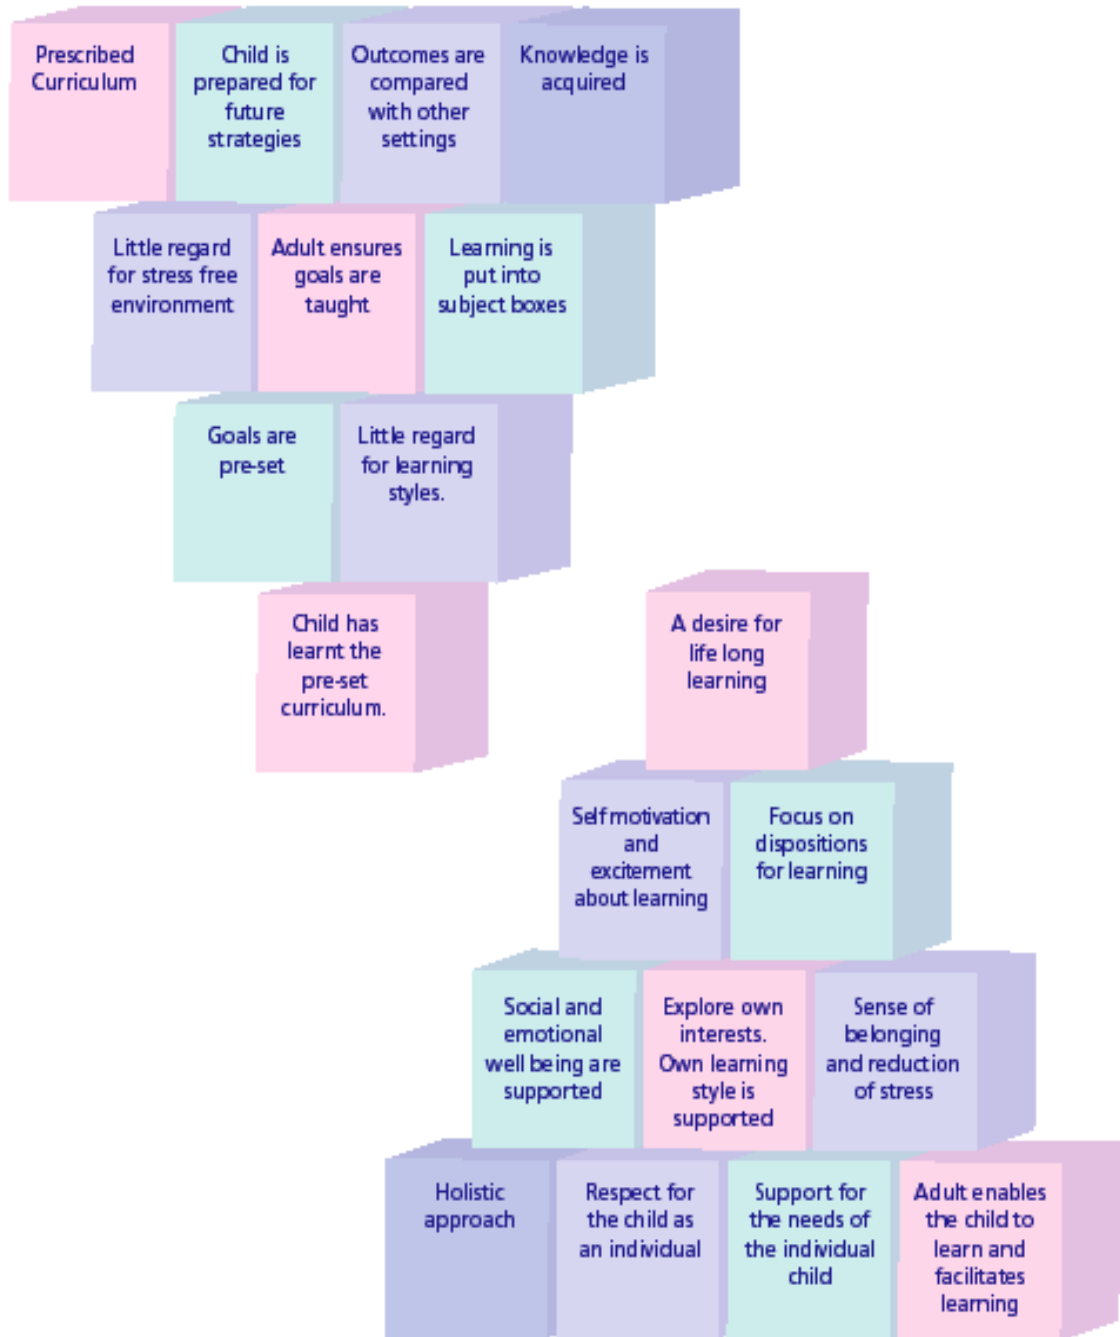 Prescribed
Curriculum
Child is
prepared for
future
strategies
Outcomes are
compared
with other
settings
Knowledge is
acquired
Little regard
for stress free
environment
Adult ensures
goals are
taught
Learning is
put into
subject boxes
Goals are
pre-set
Little regard
for learning
styles.
Child has
learnt the
pre-set
curriculum.
A desire for
life long
learning
Self motivation
and
excitement
about learning
Focus on
dispositions
for learning
Social and
emotional
well being are
supported
Explore own
interests.
Own learning
style is
supported
Sense of
belonging
and reduction
of stress
Holistic
approach
Respect for
the child as
an individual
Support for
the needs of
the individual
child
Adult enables
the child to
learn and
facilitates
learning